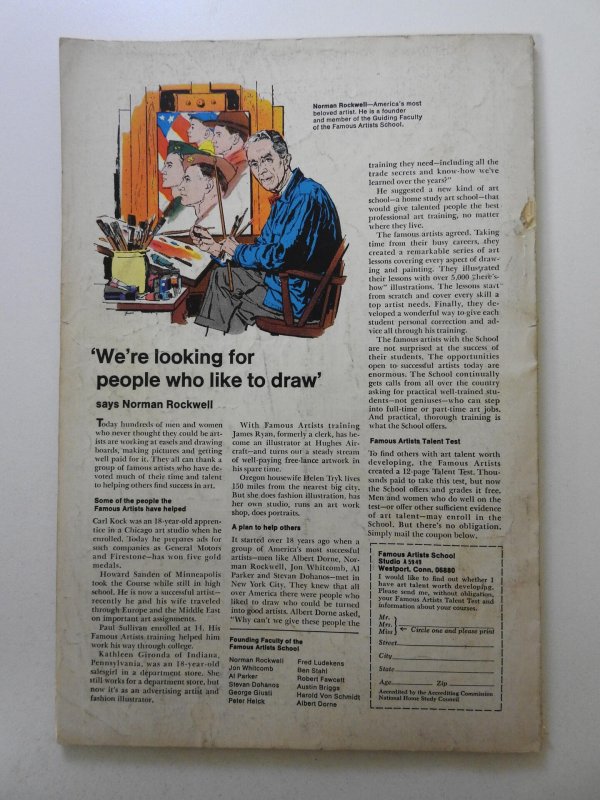 Norman Rockwell—America's most
beloved artist. He is a founder
and member of the Guiding Faculty
of the Famous Artists School.
'We're looking for
people who like to draw'
says Norman Rockwell
Today hundreds of men and women
who never thought they could be art-
ists are working at easels and drawing
boards, making pictures and getting
well paid for it. They all can thank a
group of famous artists who have de-
voted much of their time and talent
to helping others find success in art.
Some of the people the
Famous Artists have helped
Carl Kock was an 18-year-old appren-
tice in a Chicago art studio when he
enrolled. Today he prepares ads for
such companies as General Motors
and Firestone—has won five gold
medals.
Howard Sanden of Minneapolis
took the Course while still in high
school. He is now a successful artist—
recently he and his wife traveled
through Europe and the Middle East
on important art assignments.
Paul Sullivan enrolled at 14. His
Famous Artists training helped him
work his way through college.
Kathleen Gironda of Indiana,
Pennsylvania, was an 18-year-old
salesgirl in a department store. She
still works for a department store, but
now it's as an advertising artist and
fashion illustrator.
With Famous Artists training
James Ryan, formerly a clerk, has be-
come an illustrator at Hughes Air-
craft—and turns out a steady stream
of well-paying free-lance artwork in
his spare time.
Oregon housewife Helen Tryk lives
150 miles from the nearest big city.
But she does fashion illustration, has
her own studio, runs an art work
shop, does portraits.
A plan to help others
It started over 18 years ago when a
group of America's most successful
artists—men like Albert Dorne, Nor-
man Rockwell, Jon Whitcomb, Al
Parker and Stevan Dohanos—met in
New York City. They knew that all
over America there were people who
liked to draw who could be turned
into good artists. Albert Dorne asked,
"Why can't we give these people the
Founding Faculty of the
Famous Artists School
Norman Rockwell
Jon Whitcomb
Al Parker
Stevan Dohanos
George Giusti
Peter Helck
Fred Ludekens
Ben Stahl
Robert Fawcett
Austin Briggs
Harold Von Schmidt
Albert Dorne
training they need—including all the
trade secrets and know-how we've
learned over the years?"
He suggested a new kind of art
school—a home study art school—that
would give talented people the best
professional art training, no matter
where they live.
The famous artists agreed. Taking
time from their busy careers, they
created a remarkable series of art
lessons covering every aspect of draw-
ing and painting. They illustrated
their lessons with over 5,000 "here's-
how" illustrations. The lessons start
from scratch and cover every skill a
top artist needs. Finally, they de-
veloped a wonderful way to give each
student personal correction and ad-
vice all through his training.
The famous artists with the School
are not surprised at the success of
their students. The opportunities
open to successful artists today are
enormous. The School continually
gets calls from all over the country
asking for practical well-trained stu-
dents—not geniuses—who can step
into full-time or part-time art jobs.
And practical, thorough training is
what the School offers.
Famous Artists Talent Test
To find others with art talent worth
developing, the Famous Artists
created a 12-page Talent Test. Thou-
sands paid to take this test, but now
the School offers and grades it free.
Men and women who do well on the
test—or offer other sufficient evidence
of art talent—may enroll in the
School. But there's no obligation.
Simply mail the coupon below.
Famous Artists School
Studio A 5949
Westport, Conn. 06880
I would like to find out whether I
have art talent worth developing.
Please send me, without obligation,
your Famous Artists Talent Test and
information about your courses.
Mr.
Mrs.
Miss
← Circle one and please print
Street
City
State
Age Zip
Accredited by the Accrediting Commission
National Home Study Council